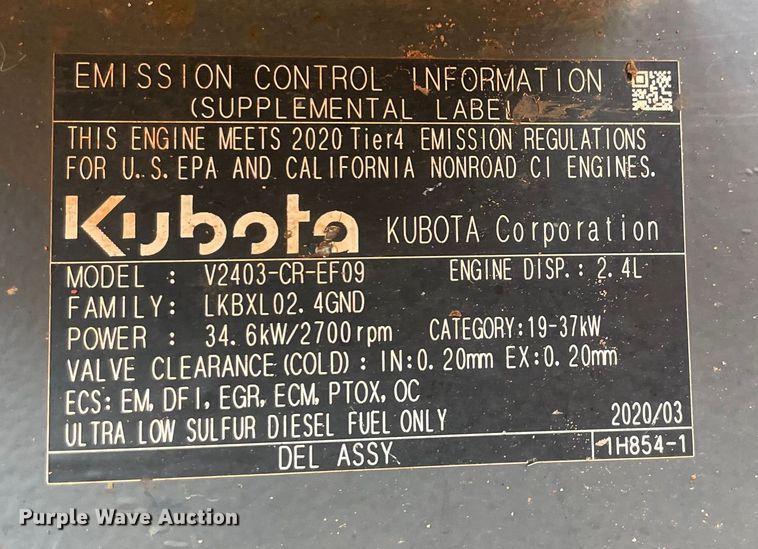 EMISSION CONTROL INFORMATION
(SUPPLEMENTAL LABEL
THIS ENGINE MEETS 2020 Tier4 EMISSION REGULATIONS
FOR U.S. EPA AND CALIFORNIA NONROAD CI ENGINES.
Kubota KUBOTA Corporation
MODEL : V2403-CR-EF09 ENGINE DISP.: 2.4L
FAMILY: LKBXL02.4GND
POWER : 34.6kW/2700rpm CATEGORY:19-37kW
VALVE CLEARANCE(COLD): IN:0.20mm EX:0.20mm
ECS: EM, DFI, EGR, ECM, PTOX, OC
ULTRA LOW SULFUR DIESEL FUEL ONLY 2020/03
DEL ASSY 1H854-1
Purple Wave Auction